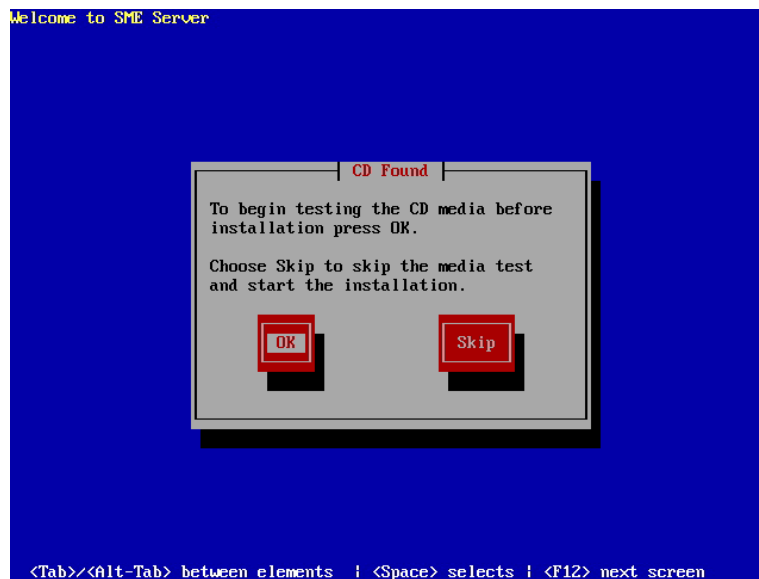 Welcome to SME Server
CD Found
To begin testing the CD media before
installation press OK.
Choose Skip to skip the media test
and start the installation.
OK
Skip
<Tab>/<Alt-Tab> between elements | <Space> selects | <F12> next screen